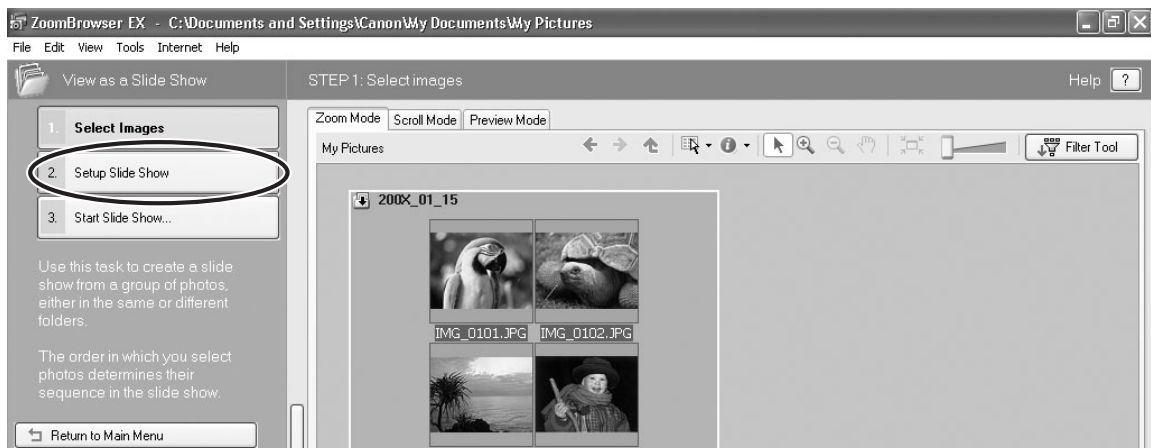 ZoomBrowser EX - C:\Documents and Settings\Canon\My Documents\My Pictures
File Edit View Tools Internet Help
View as a Slide Show
STEP 1: Select images
Help ?
1. Select Images
2. Setup Slide Show
3. Start Slide Show...
Use this task to create a slide
show from a group of photos,
either in the same or different
folders.
The order in which you select
photos determines their
sequence in the slide show.
Return to Main Menu
Zoom Mode Scroll Mode Preview Mode
My Pictures
Filter Tool
200X_01_15
IMG_0101.JPG IMG_0102.JPG